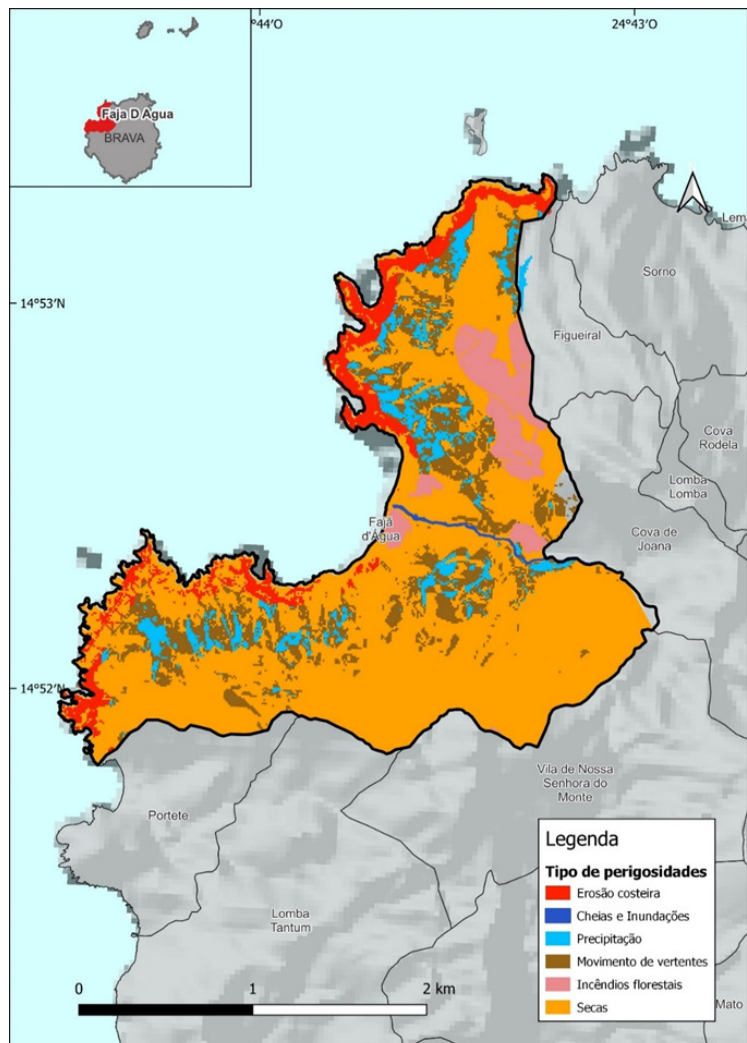 °44'O
24°43'O
Faja D Agua
BRAVA
14°53'N
14°52'N
Lem
Sorno
Figueiral
Cova
Rodela
Lomba
Lomba
Cova de
Joana
Fajã
d'Água
Vila de Nossa
Senhora do
Monte
Portete
Lomba
Tantum
Mato
Legenda
Tipo de perigosidades
Erosão costeira
Cheias e Inundações
Precipitação
Movimento de vertentes
Incêndios florestais
Secas
0 1 2 km